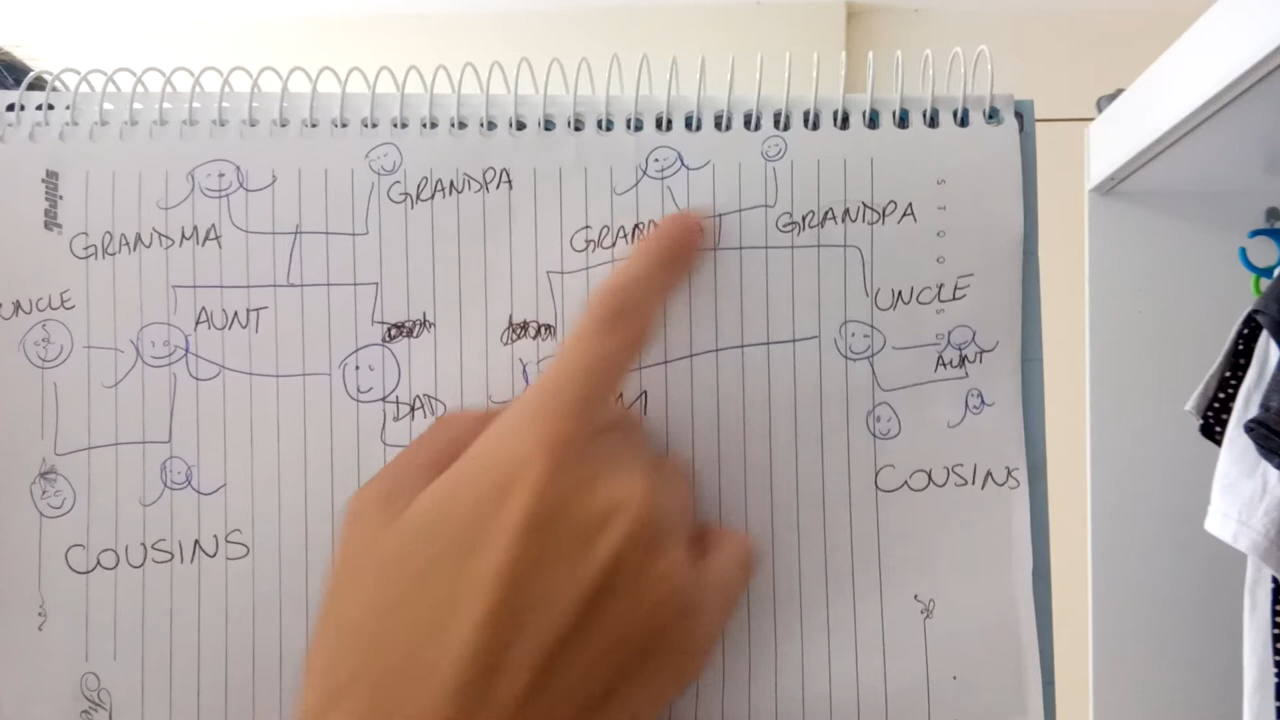 spiral
GRANDPA
GRANDMA
GRANDPA
UNCLE
AUNT
UNCLE
AUNT
DAD
COUSINS
COUSINS